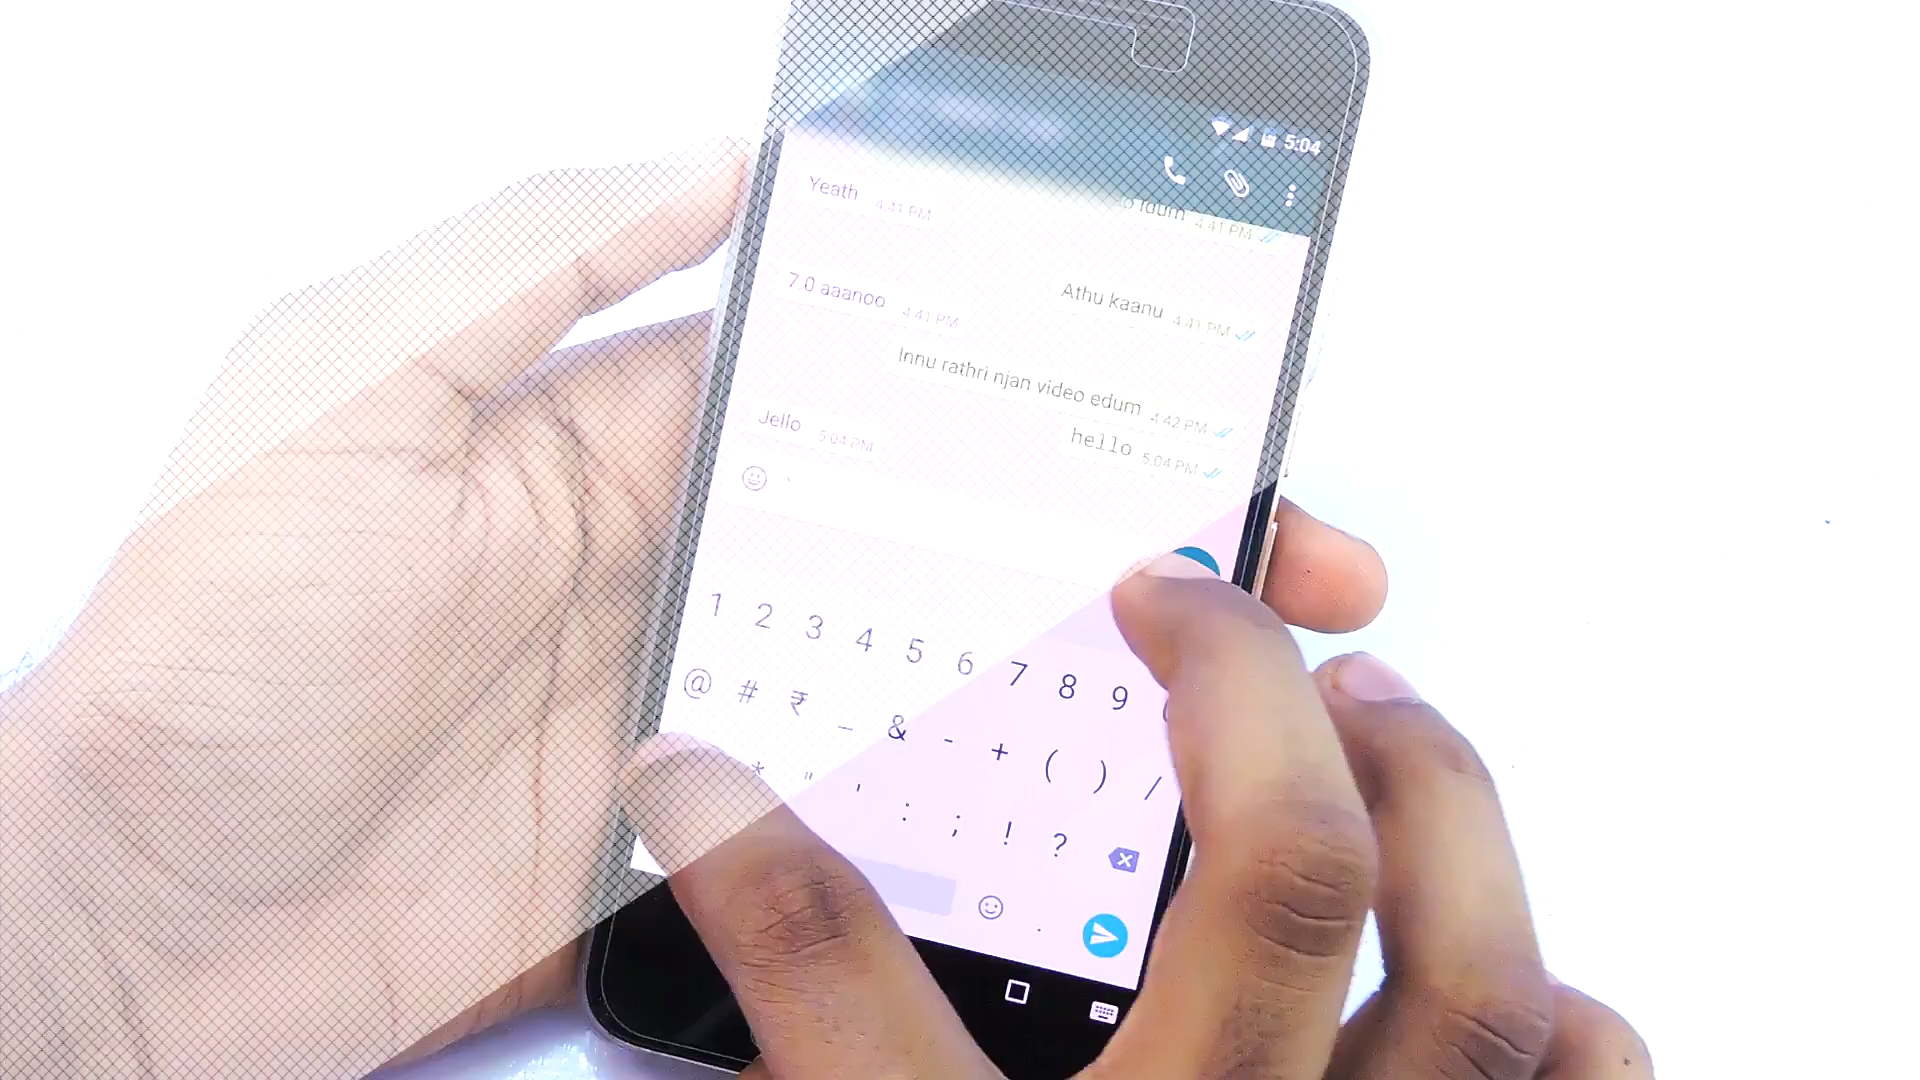 5:04
Idum 4:41 PM
Yeath 4:41 PM
Athu kaanu 4:41 PM
7.0 aaanoo 4:41 PM
Innu rathri njan video edum 4:42 PM
hello 5:04 PM
Jello 5:04 PM
`
1 2 3 4 5 6 7 8 9
@ # ₹ _ & - + ( ) /
* " ' : ; ! ?
.